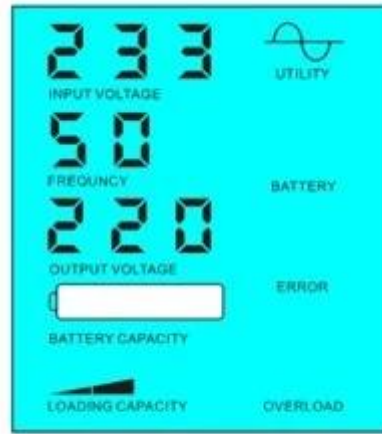 233
UTILITY
INPUT VOLTAGE
50
FREQUNCY
BATTERY
220
OUTPUT VOLTAGE
ERROR
BATTERY CAPACITY
LOADING CAPACITY
OVERLOAD